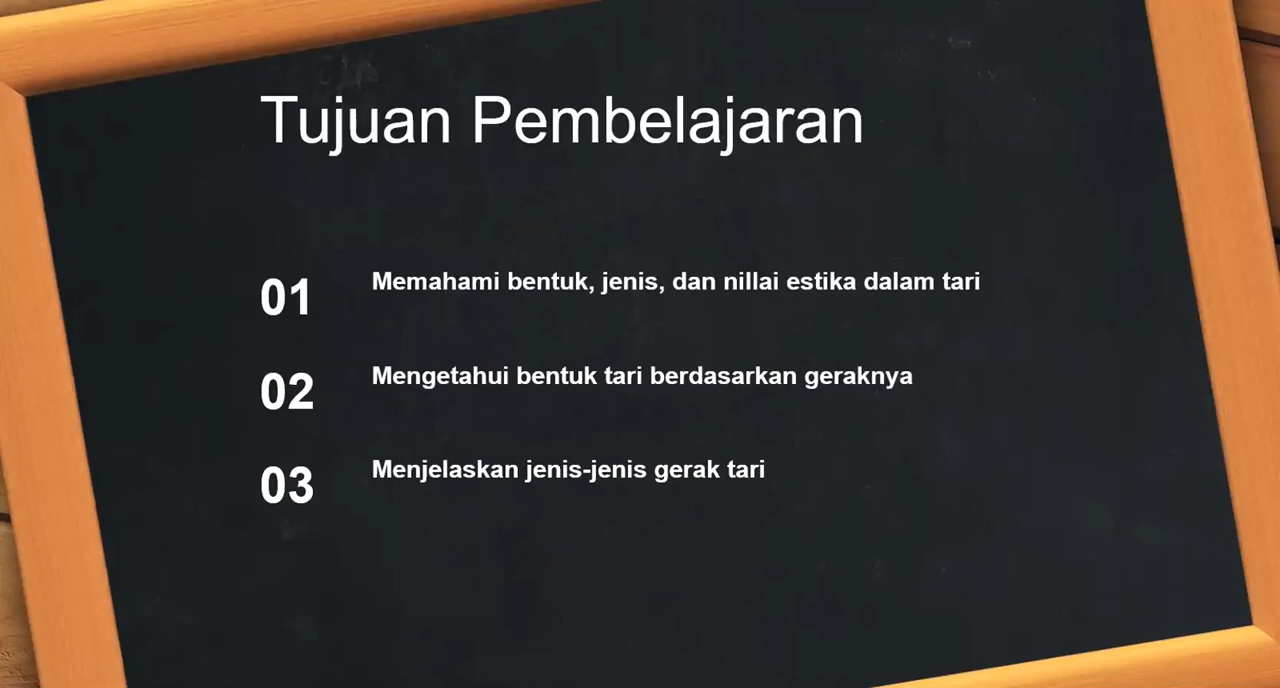 Tujuan Pembelajaran
01 Memahami bentuk, jenis, dan nillai estika dalam tari
02 Mengetahui bentuk tari berdasarkan geraknya
03 Menjelaskan jenis-jenis gerak tari